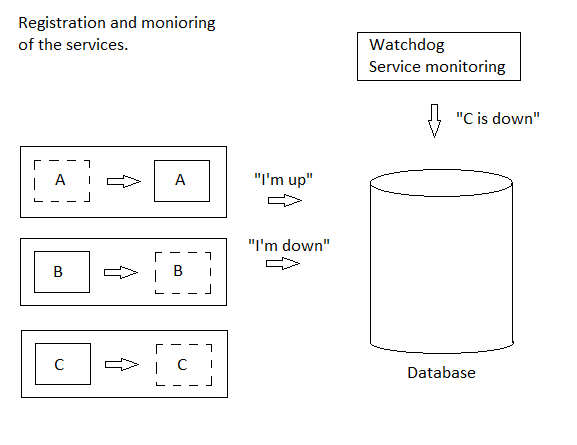 Registration and monioring
of the services.
Watchdog
Service monitoring
"C is down"
A
A
"I'm up"
B
B
"I'm down"
C
C
Database